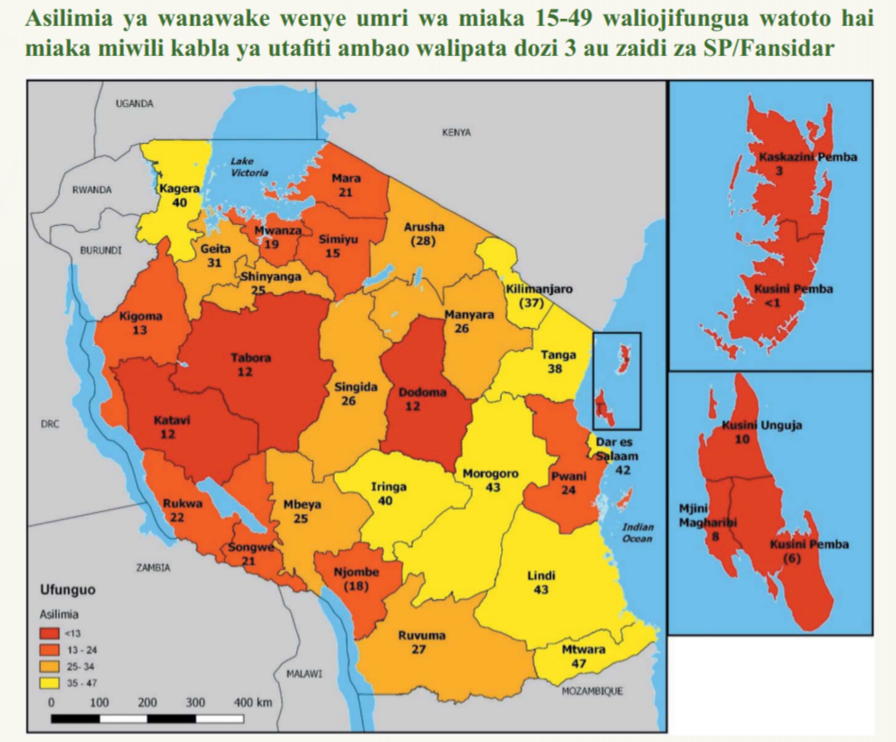 Asilimia ya wanawake wenye umri wa miaka 15-49 waliojifungua watoto hai
miaka miwili kabla ya utafiti ambao walipata dozi 3 au zaidi za SP/Fansidar
UGANDA
KENYA
Lake
Victoria
RWANDA
Kagera
40
Mara
21
BURUNDI
Mwanza
19
Simiyu
15
Arusha
(28)
Geita
31
Shinyanga
25
Kilimanjaro
(37)
Kigoma
13
Manyara
26
Tabora
12
Tanga
38
Singida
26
Dodoma
12
DRC
Katavi
12
Dar es
Salaam
42
Morogoro
43
Pwani
24
Iringa
40
Rukwa
22
Mbeya
25
Indian
Ocean
Songwe
21
ZAMBIA
Njombe
(18)
Lindi
43
Ruvuma
27
Mtwara
47
MALAWI
MOZAMBIQUE
Ufunguo
Asilimia
<13
13 - 24
25- 34
35 - 47
0 100 200 300 400 km
Kaskazini Pemba
3
Kusini Pemba
<1
Kusini Unguja
10
Mjini
Magharibi
8
Kusini Pemba
(6)